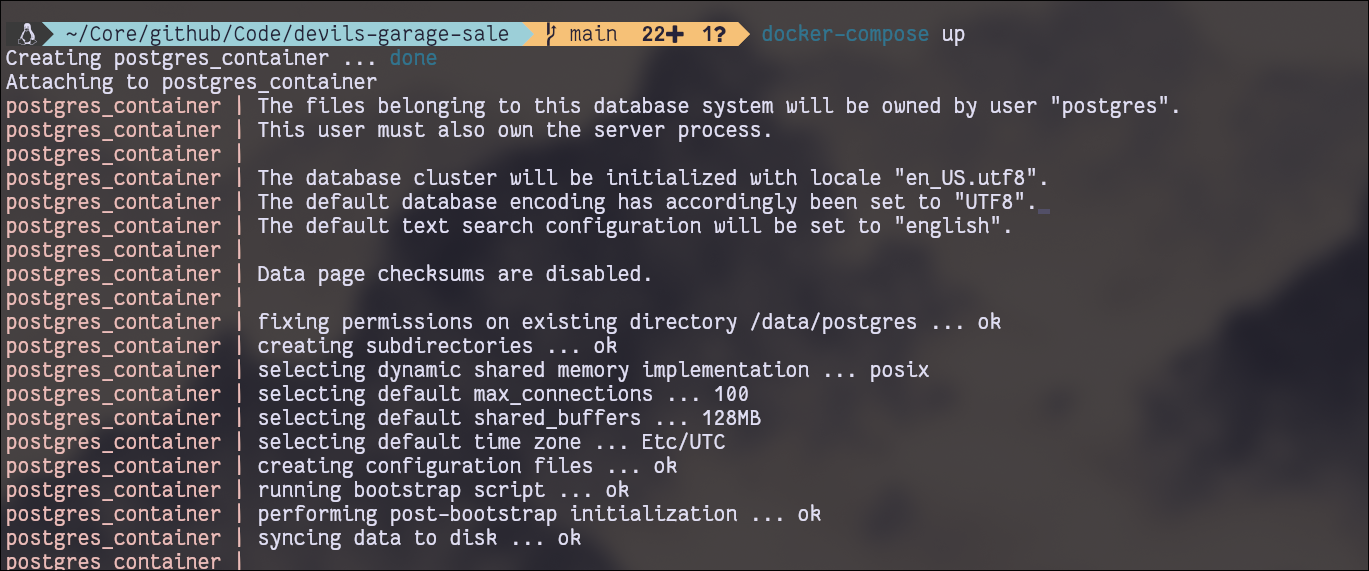 ~/Core/github/Code/devils-garage-sale main 22+ 1? docker-compose up
Creating postgres_container ... done
Attaching to postgres_container
postgres_container | The files belonging to this database system will be owned by user "postgres".
postgres_container | This user must also own the server process.
postgres_container |
postgres_container | The database cluster will be initialized with locale "en_US.utf8".
postgres_container | The default database encoding has accordingly been set to "UTF8".
postgres_container | The default text search configuration will be set to "english".
postgres_container |
postgres_container | Data page checksums are disabled.
postgres_container |
postgres_container | fixing permissions on existing directory /data/postgres ... ok
postgres_container | creating subdirectories ... ok
postgres_container | selecting dynamic shared memory implementation ... posix
postgres_container | selecting default max_connections ... 100
postgres_container | selecting default shared_buffers ... 128MB
postgres_container | selecting default time zone ... Etc/UTC
postgres_container | creating configuration files ... ok
postgres_container | running bootstrap script ... ok
postgres_container | performing post-bootstrap initialization ... ok
postgres_container | syncing data to disk ... ok
postgres_container |